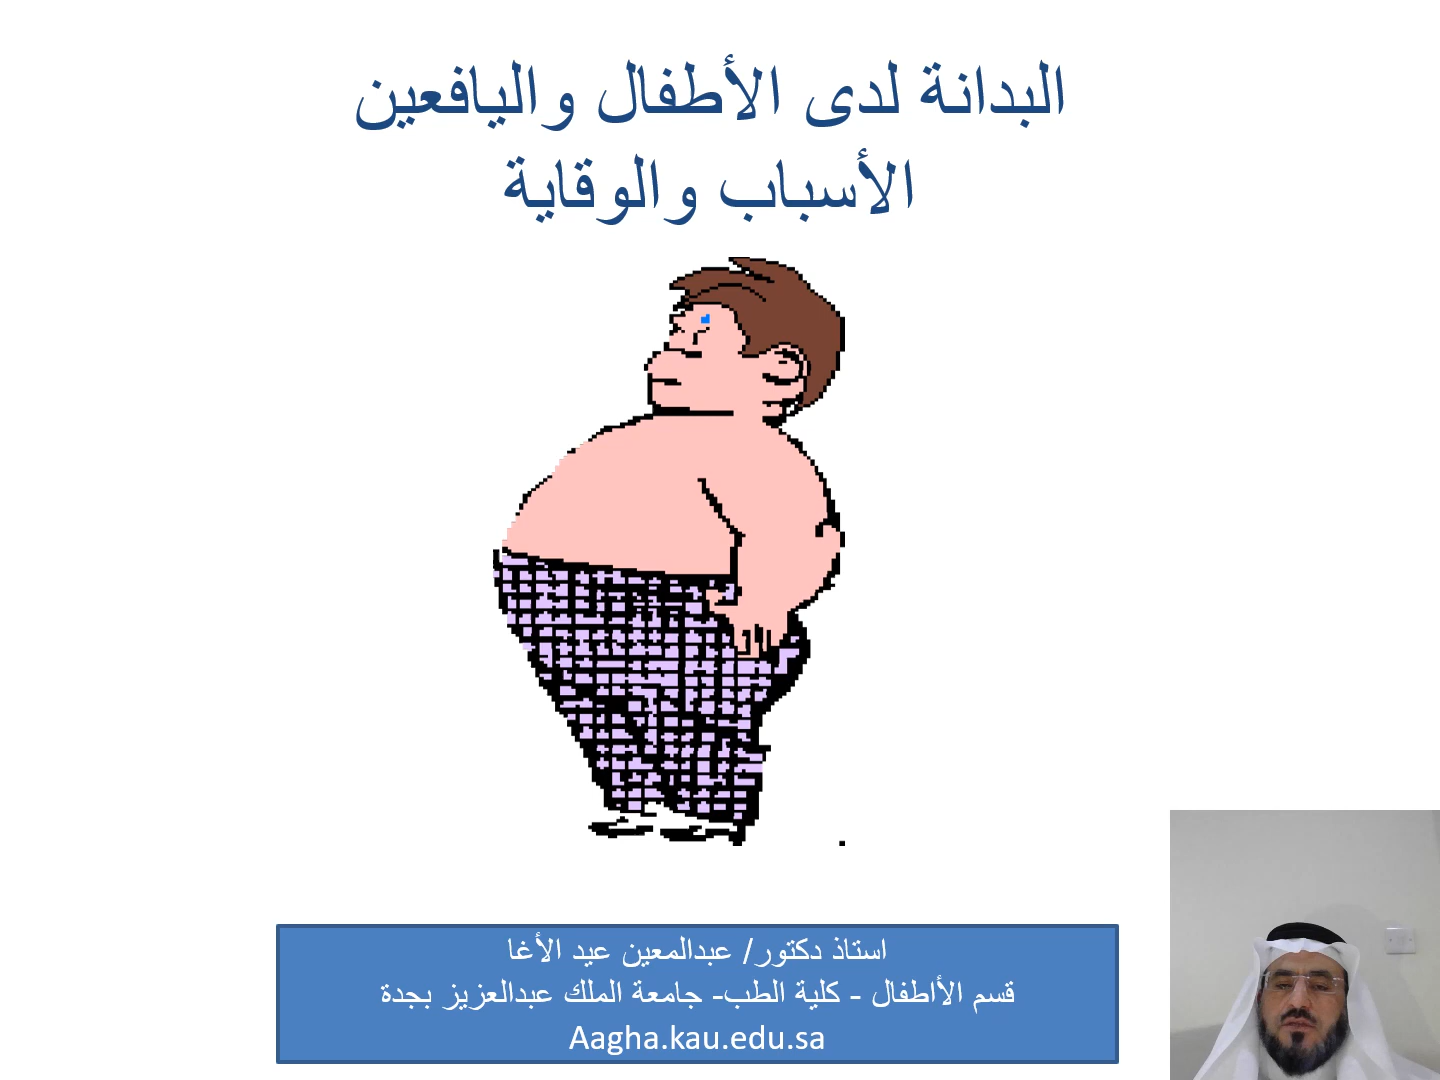 البدانة لدى الأطفال واليافعين
الأسباب والوقاية
استاذ دكتور/ عبدالمعين عيد الأغا
قسم الأاطفال - كلية الطب- جامعة الملك عبدالعزيز بجدة
Aagha.kau.edu.sa